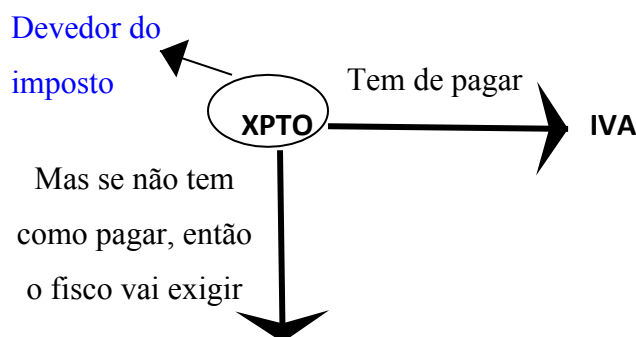 Devedor do
imposto
Tem de pagar
XPTO
IVA
Mas se não tem
como pagar, então
o fisco vai exigir